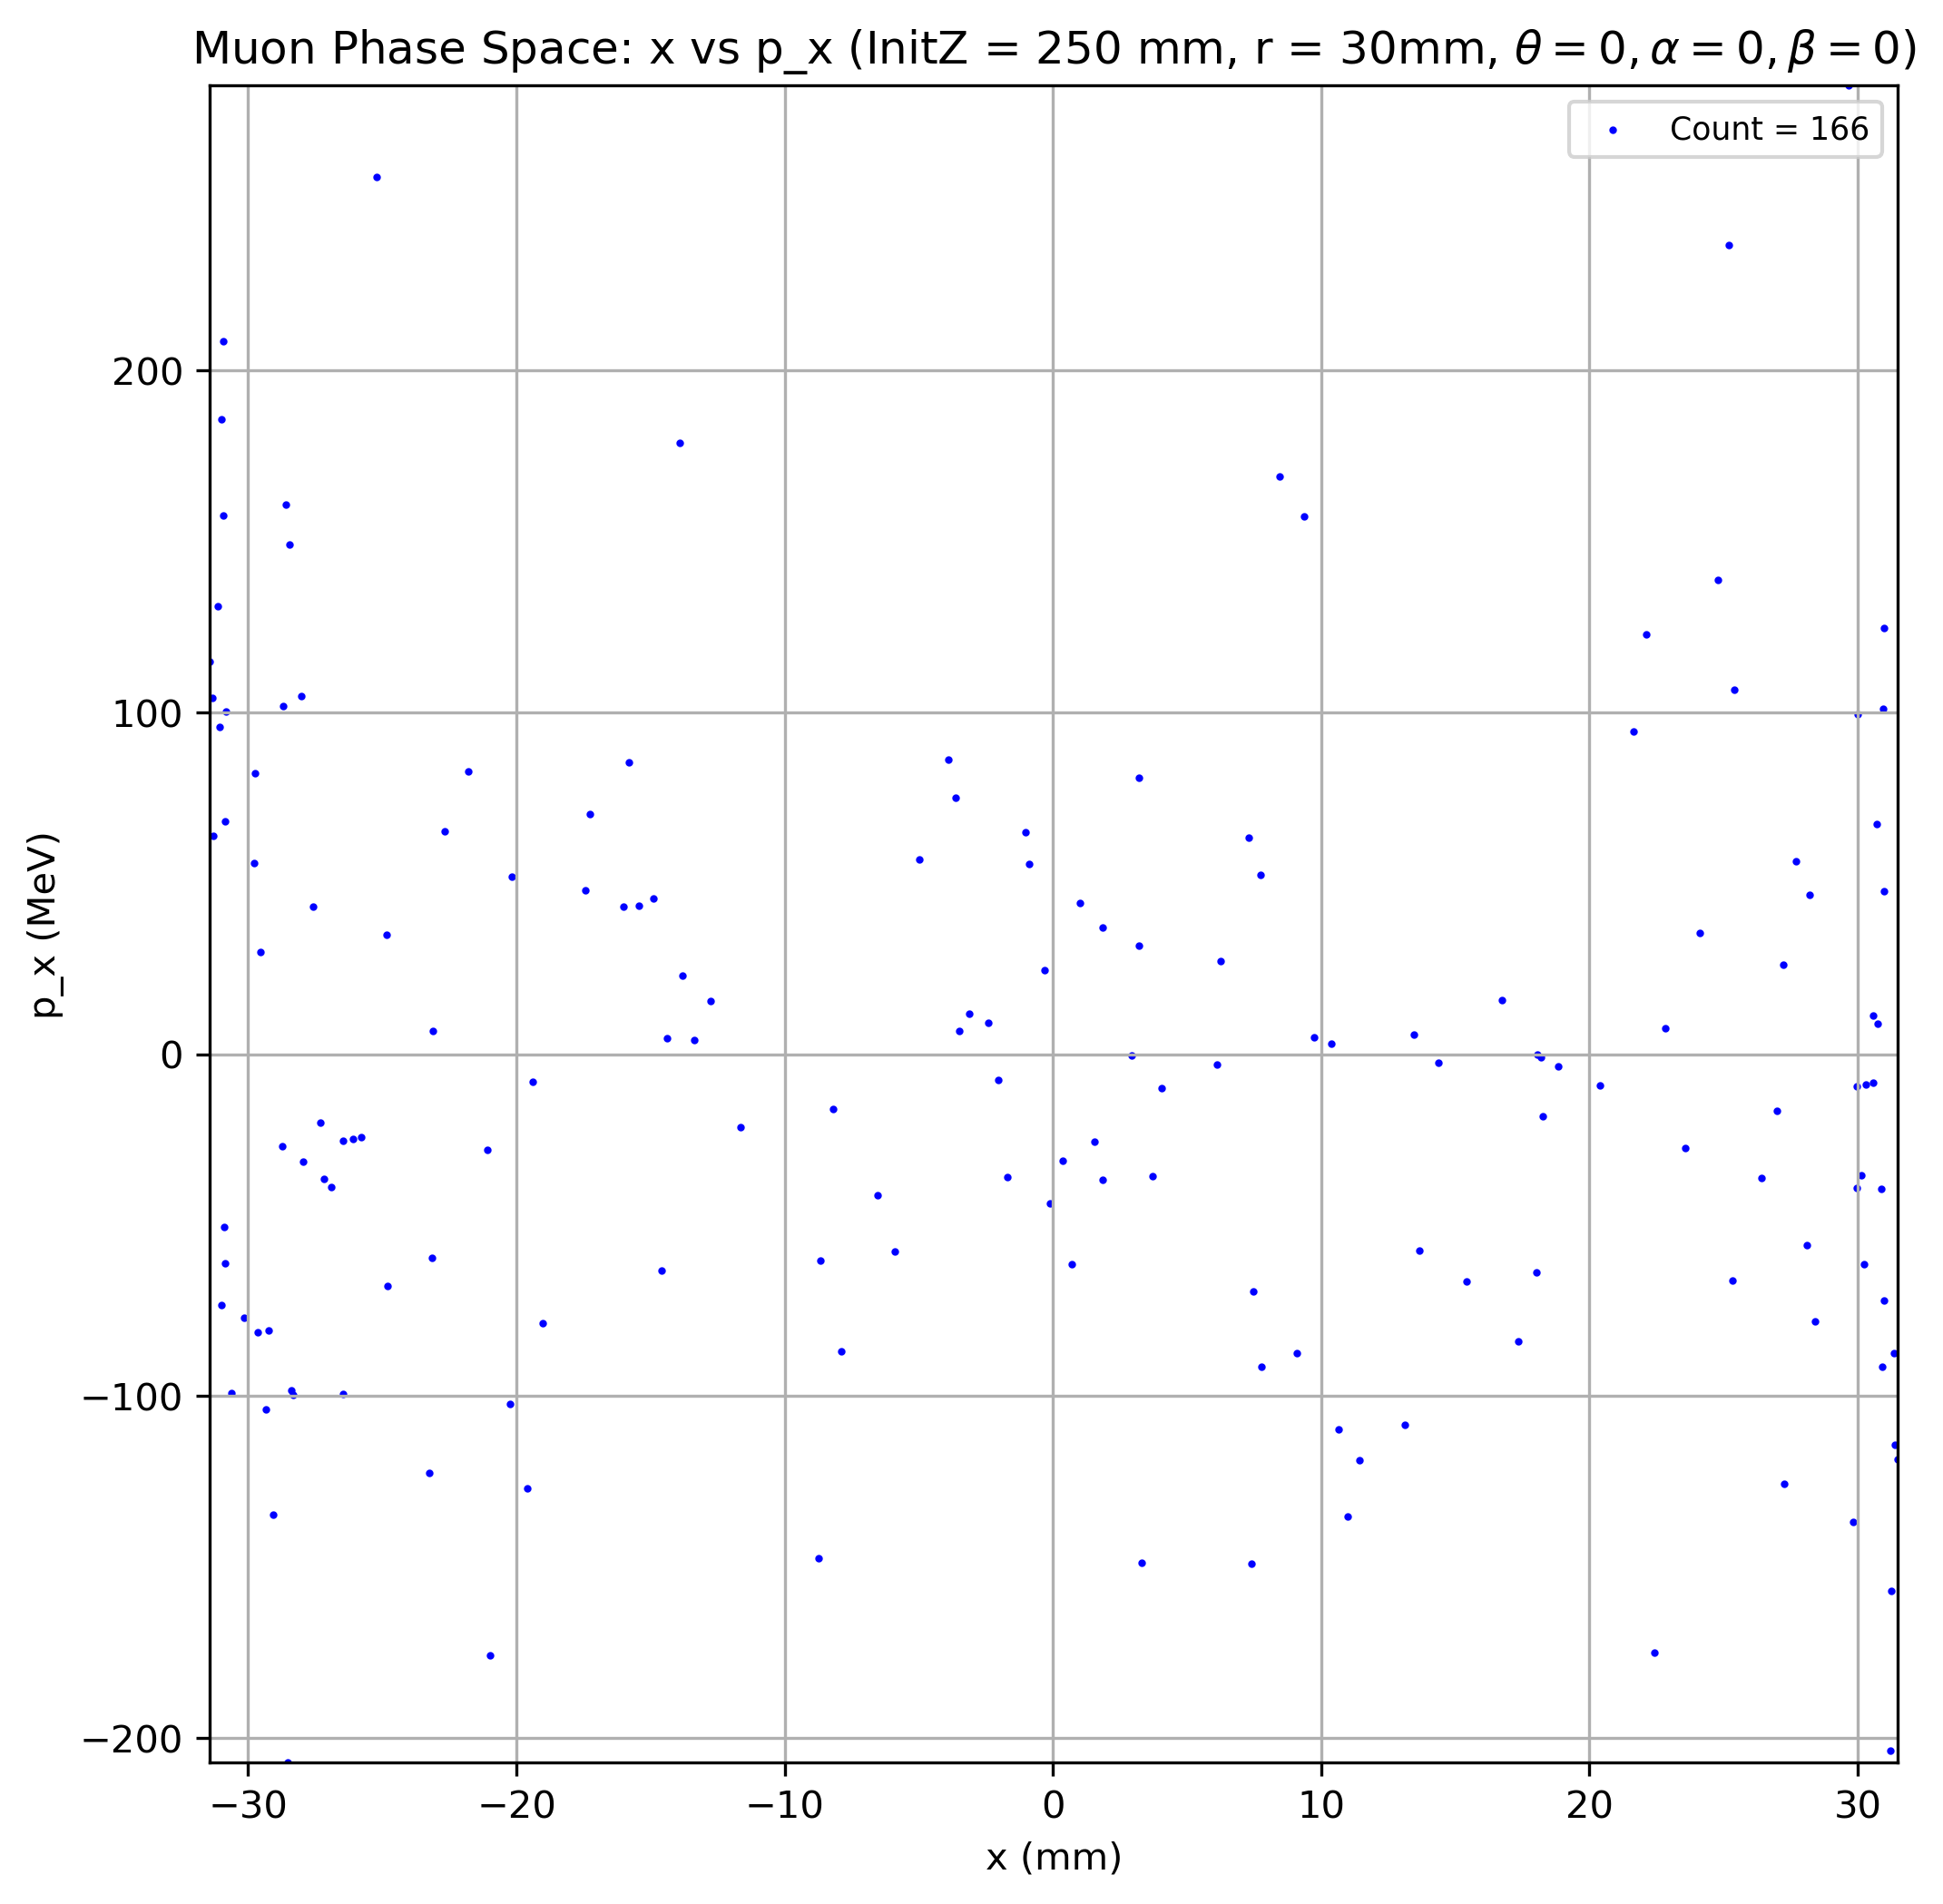 Muon Phase Space: x vs p_x (InitZ = 250 mm, r = 30mm, θ = 0, α = 0, β = 0)
Count = 166
200
100
0
−100
−200
p_x (MeV)
−30 −20 −10 0 10 20 30
x (mm)